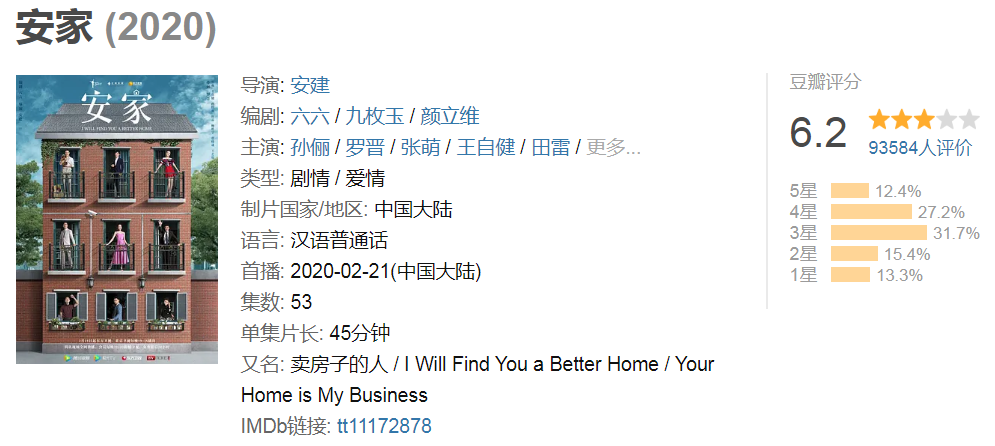 安家 (2020)
安家
I WILL FIND YOU A BETTER HOME
导演: 安建
编剧: 六六 / 九枚玉 / 颜立维
主演: 孙俪 / 罗晋 / 张萌 / 王自健 / 田雷 / 更多...
类型: 剧情 / 爱情
制片国家/地区: 中国大陆
语言: 汉语普通话
首播: 2020-02-21(中国大陆)
集数: 53
单集片长: 45分钟
又名: 卖房子的人 / I Will Find You a Better Home / Your
Home is My Business
IMDb链接: tt11172878
豆瓣评分
6.2
93584人评价
5星 12.4%
4星 27.2%
3星 31.7%
2星 15.4%
1星 13.3%